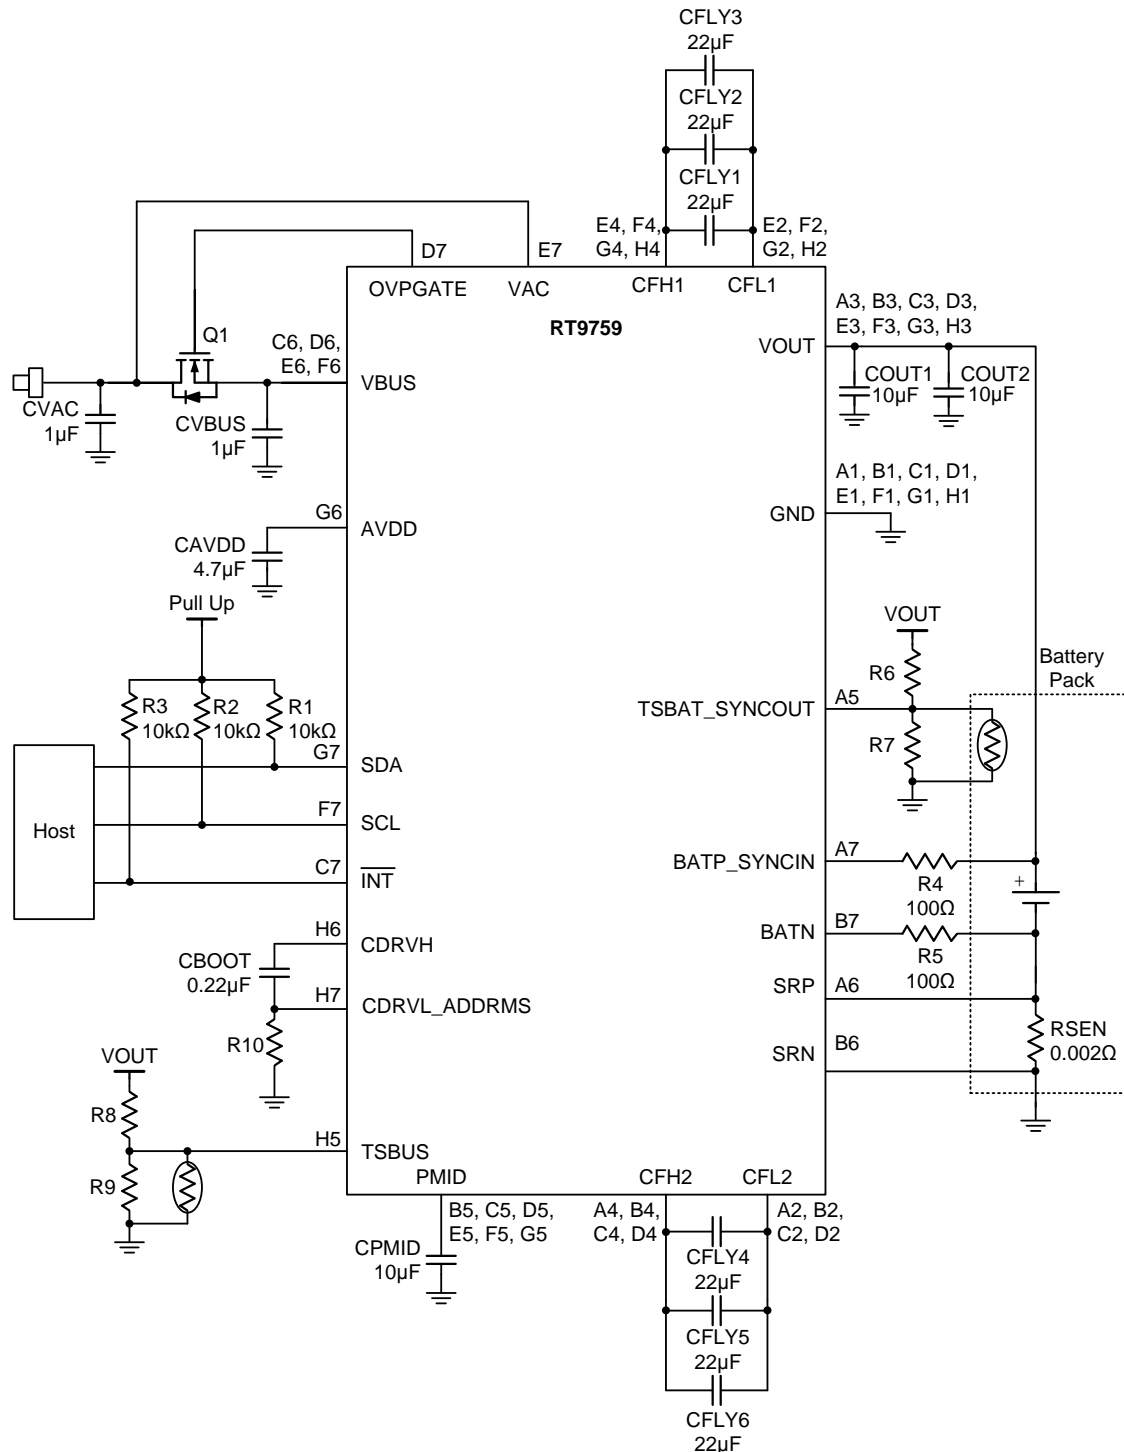 CFLY3
22μF
CFLY2
22μF
CFLY1
22μF
E4, F4,
G4, H4
E2, F2,
G2, H2
D7
E7
OVPGATE
VAC
CFH1
CFL1
RT9759
A3, B3, C3, D3,
E3, F3, G3, H3
VOUT
Q1
C6, D6,
E6, F6
VBUS
CVAC
1μF
CVBUS
1μF
COUT1
10μF
COUT2
10μF
A1, B1, C1, D1,
E1, F1, G1, H1
GND
G6
AVDD
CAVDD
4.7μF
Pull Up
R3
10kΩ
R2
10kΩ
R1
10kΩ
VOUT
R6
R7
Battery
Pack
TSBAT_SYNCOUT
A5
Host
G7
SDA
F7
SCL
C7
INT
BATP_SYNCIN
A7
R4
100Ω
+
BATN
B7
R5
100Ω
H6
CDRVH
CBOOT
0.22μF
H7
CDRVL_ADDRMS
R10
SRP
A6
SRN
B6
RSEN
0.002Ω
VOUT
R8
R9
H5
TSBUS
PMID
CFH2
CFL2
B5, C5, D5,
E5, F5, G5
CPMID
10μF
A4, B4,
C4, D4
A2, B2,
C2, D2
CFLY4
22μF
CFLY5
22μF
CFLY6
22μF